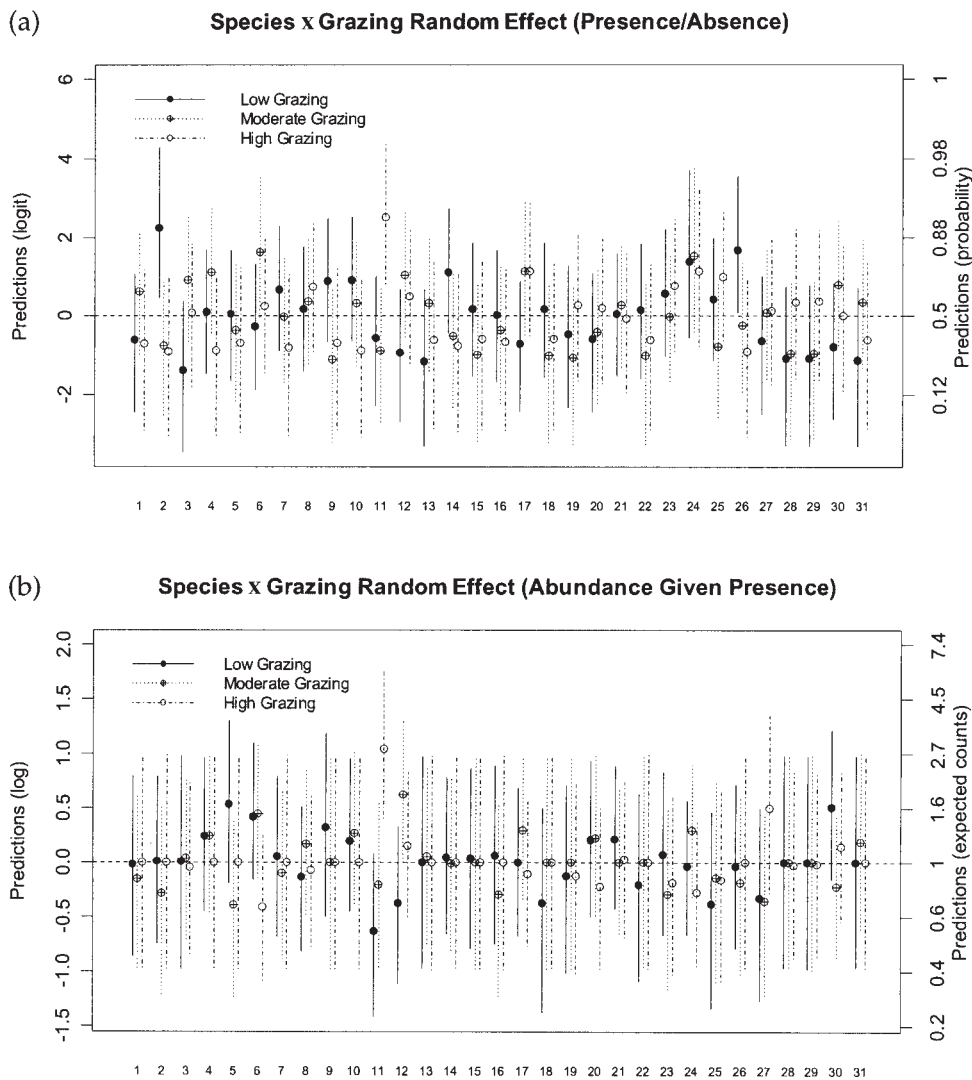 (a)
Species x Grazing Random Effect (Presence/Absence)
Low Grazing
Moderate Grazing
High Grazing
Predictions (logit)
6
4
2
0
-2
Predictions (probability)
1
0.98
0.88
0.5
0.12
1 2 3 4 5 6 7 8 9 10 11 12 13 14 15 16 17 18 19 20 21 22 23 24 25 26 27 28 29 30 31
(b)
Species x Grazing Random Effect (Abundance Given Presence)
Low Grazing
Moderate Grazing
High Grazing
Predictions (log)
2.0
1.5
1.0
0.5
0.0
-0.5
-1.0
-1.5
Predictions (expected counts)
7.4
4.5
2.7
1.6
1
0.6
0.4
0.2
1 2 3 4 5 6 7 8 9 10 11 12 13 14 15 16 17 18 19 20 21 22 23 24 25 26 27 28 29 30 31